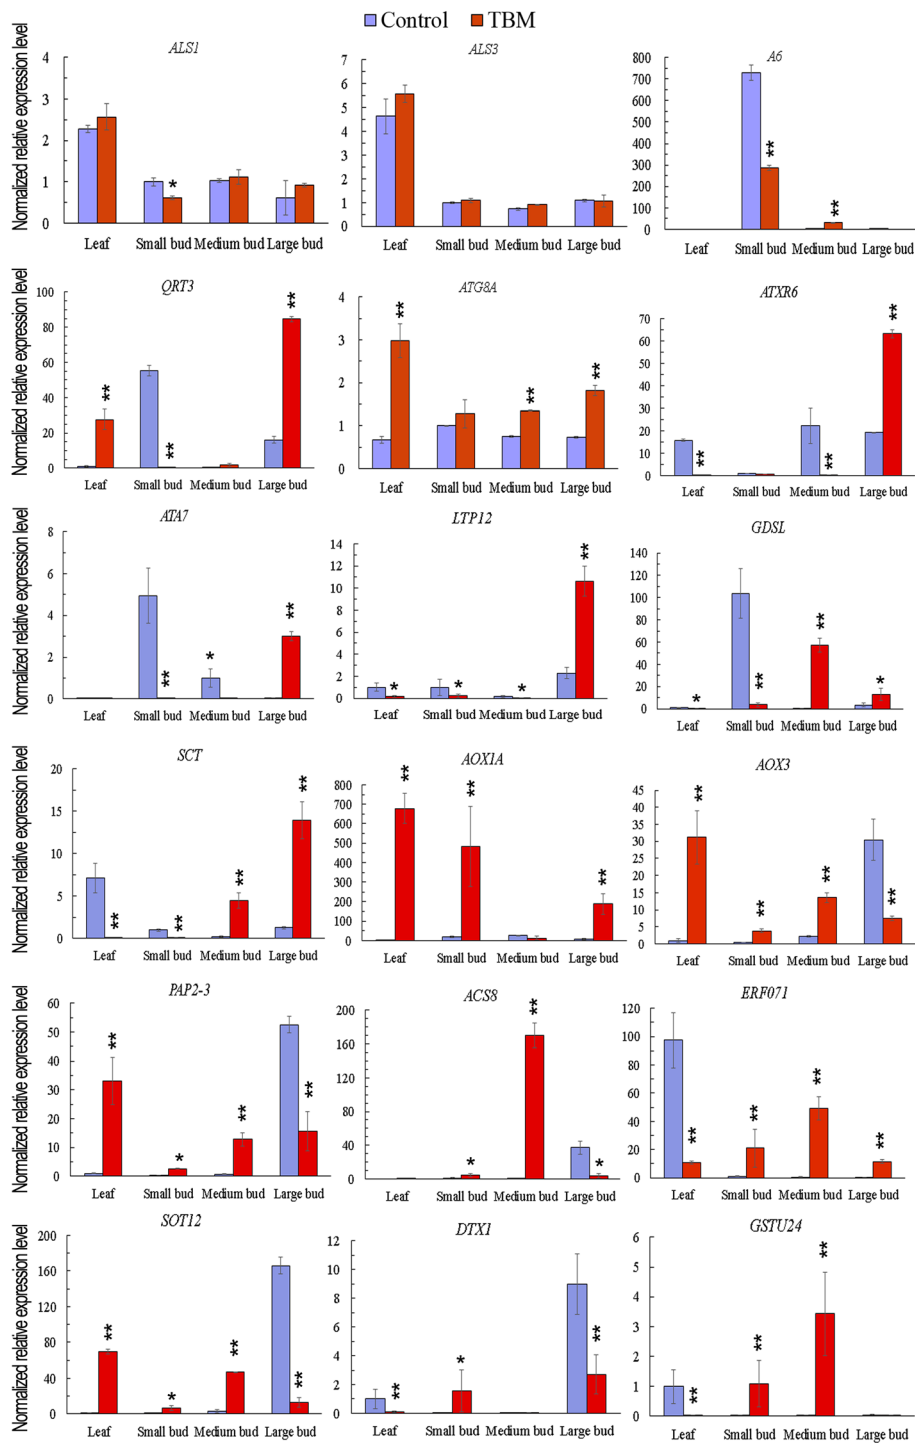 Control TBM
ALS1 ALS3 A6
Normalized relative expression level
4 3 2 1 0
7 6 5 4 3 2 1 0
800 700 600 500 400 300 200 100 0
* ** **
Leaf Small bud Medium bud Large bud
Leaf Small bud Medium bud Large bud
Leaf Small bud Medium bud Large bud
QRT3 ATG8A ATXR6
Normalized relative expression level
100 80 60 40 20 0
4 3 2 1 0
70 60 50 40 30 20 10 0
** ** ** ** ** ** ** ** **
Leaf Small bud Medium bud Large bud
Leaf Small bud Medium bud Large bud
Leaf Small bud Medium bud Large bud
ATA7 LTP12 GDSL
Normalized relative expression level
8 6 4 2 0
14 12 10 8 6 4 2 0
140 120 100 80 60 40 20 0
** * ** * * * ** * ** ** *
Leaf Small bud Medium bud Large bud
Leaf Small bud Medium bud Large bud
Leaf Small bud Medium bud Large bud
SCT AOX1A AOX3
Normalized relative expression level
20 15 10 5 0
800 700 600 500 400 300 200 100 0
45 40 35 30 25 20 15 10 5 0
** ** ** ** ** ** ** ** ** ** **
Leaf Small bud Medium bud Large bud
Leaf Small bud Medium bud Large bud
Leaf Small bud Medium bud Large bud
PAP2-3 ACS8 ERF071
Normalized relative expression level
60 50 40 30 20 10 0
200 160 120 80 40 0
120 100 80 60 40 20 0
** * ** ** * ** * ** ** ** **
Leaf Small bud Medium bud Large bud
Leaf Small bud Medium bud Large bud
Leaf Small bud Medium bud Large bud
SOT12 DTX1 GSTU24
Normalized relative expression level
200 160 120 80 40 0
12 10 8 6 4 2 0
6 5 4 3 2 1 0
** * ** ** ** * ** ** ** **
Leaf Small bud Medium bud Large bud
Leaf Small bud Medium bud Large bud
Leaf Small bud Medium bud Large bud